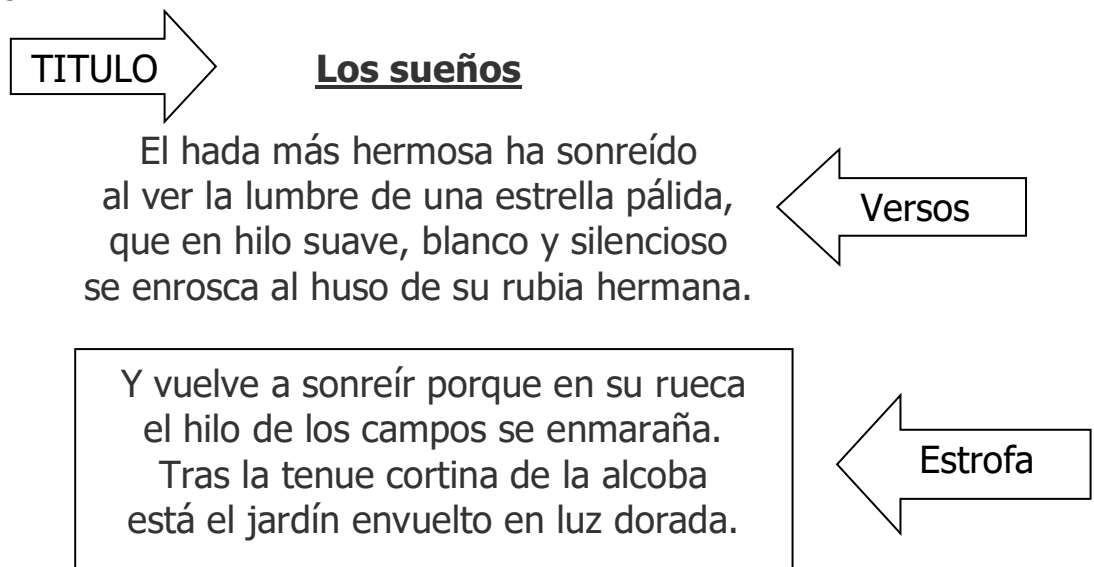 TITULO
Los sueños
El hada más hermosa ha sonreído
al ver la lumbre de una estrella pálida,
que en hilo suave, blanco y silencioso
se enrosca al huso de su rubia hermana.
Versos
Y vuelve a sonreír porque en su rueca
el hilo de los campos se enmaraña.
Tras la tenue cortina de la alcoba
está el jardín envuelto en luz dorada.
Estrofa